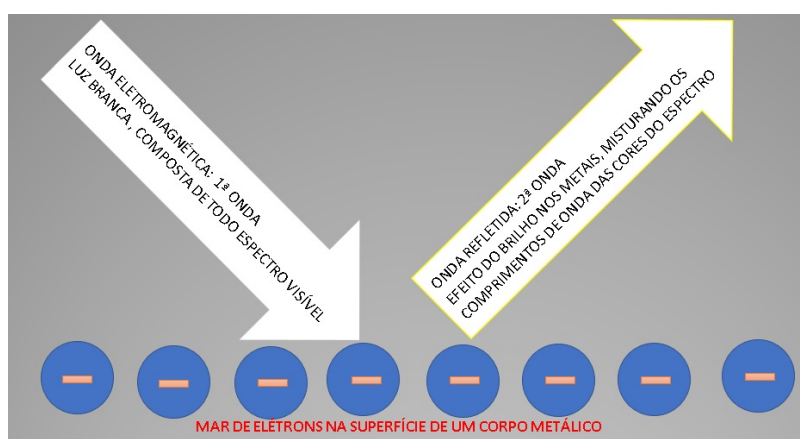 ONDA ELETROMAGNÉTICA: 1ª ONDA
LUZ BRANCA , COMPOSTA DE TODO ESPECTRO VISÍVEL
ONDA REFLETIDA: 2ª ONDA
EFEITO DO BRILHO NOS METAIS, MISTURANDO OS
COMPRIMENTOS DE ONDA DAS CORES DO ESPECTRO
MAR DE ELÉTRONS NA SUPERFÍCIE DE UM CORPO METÁLICO